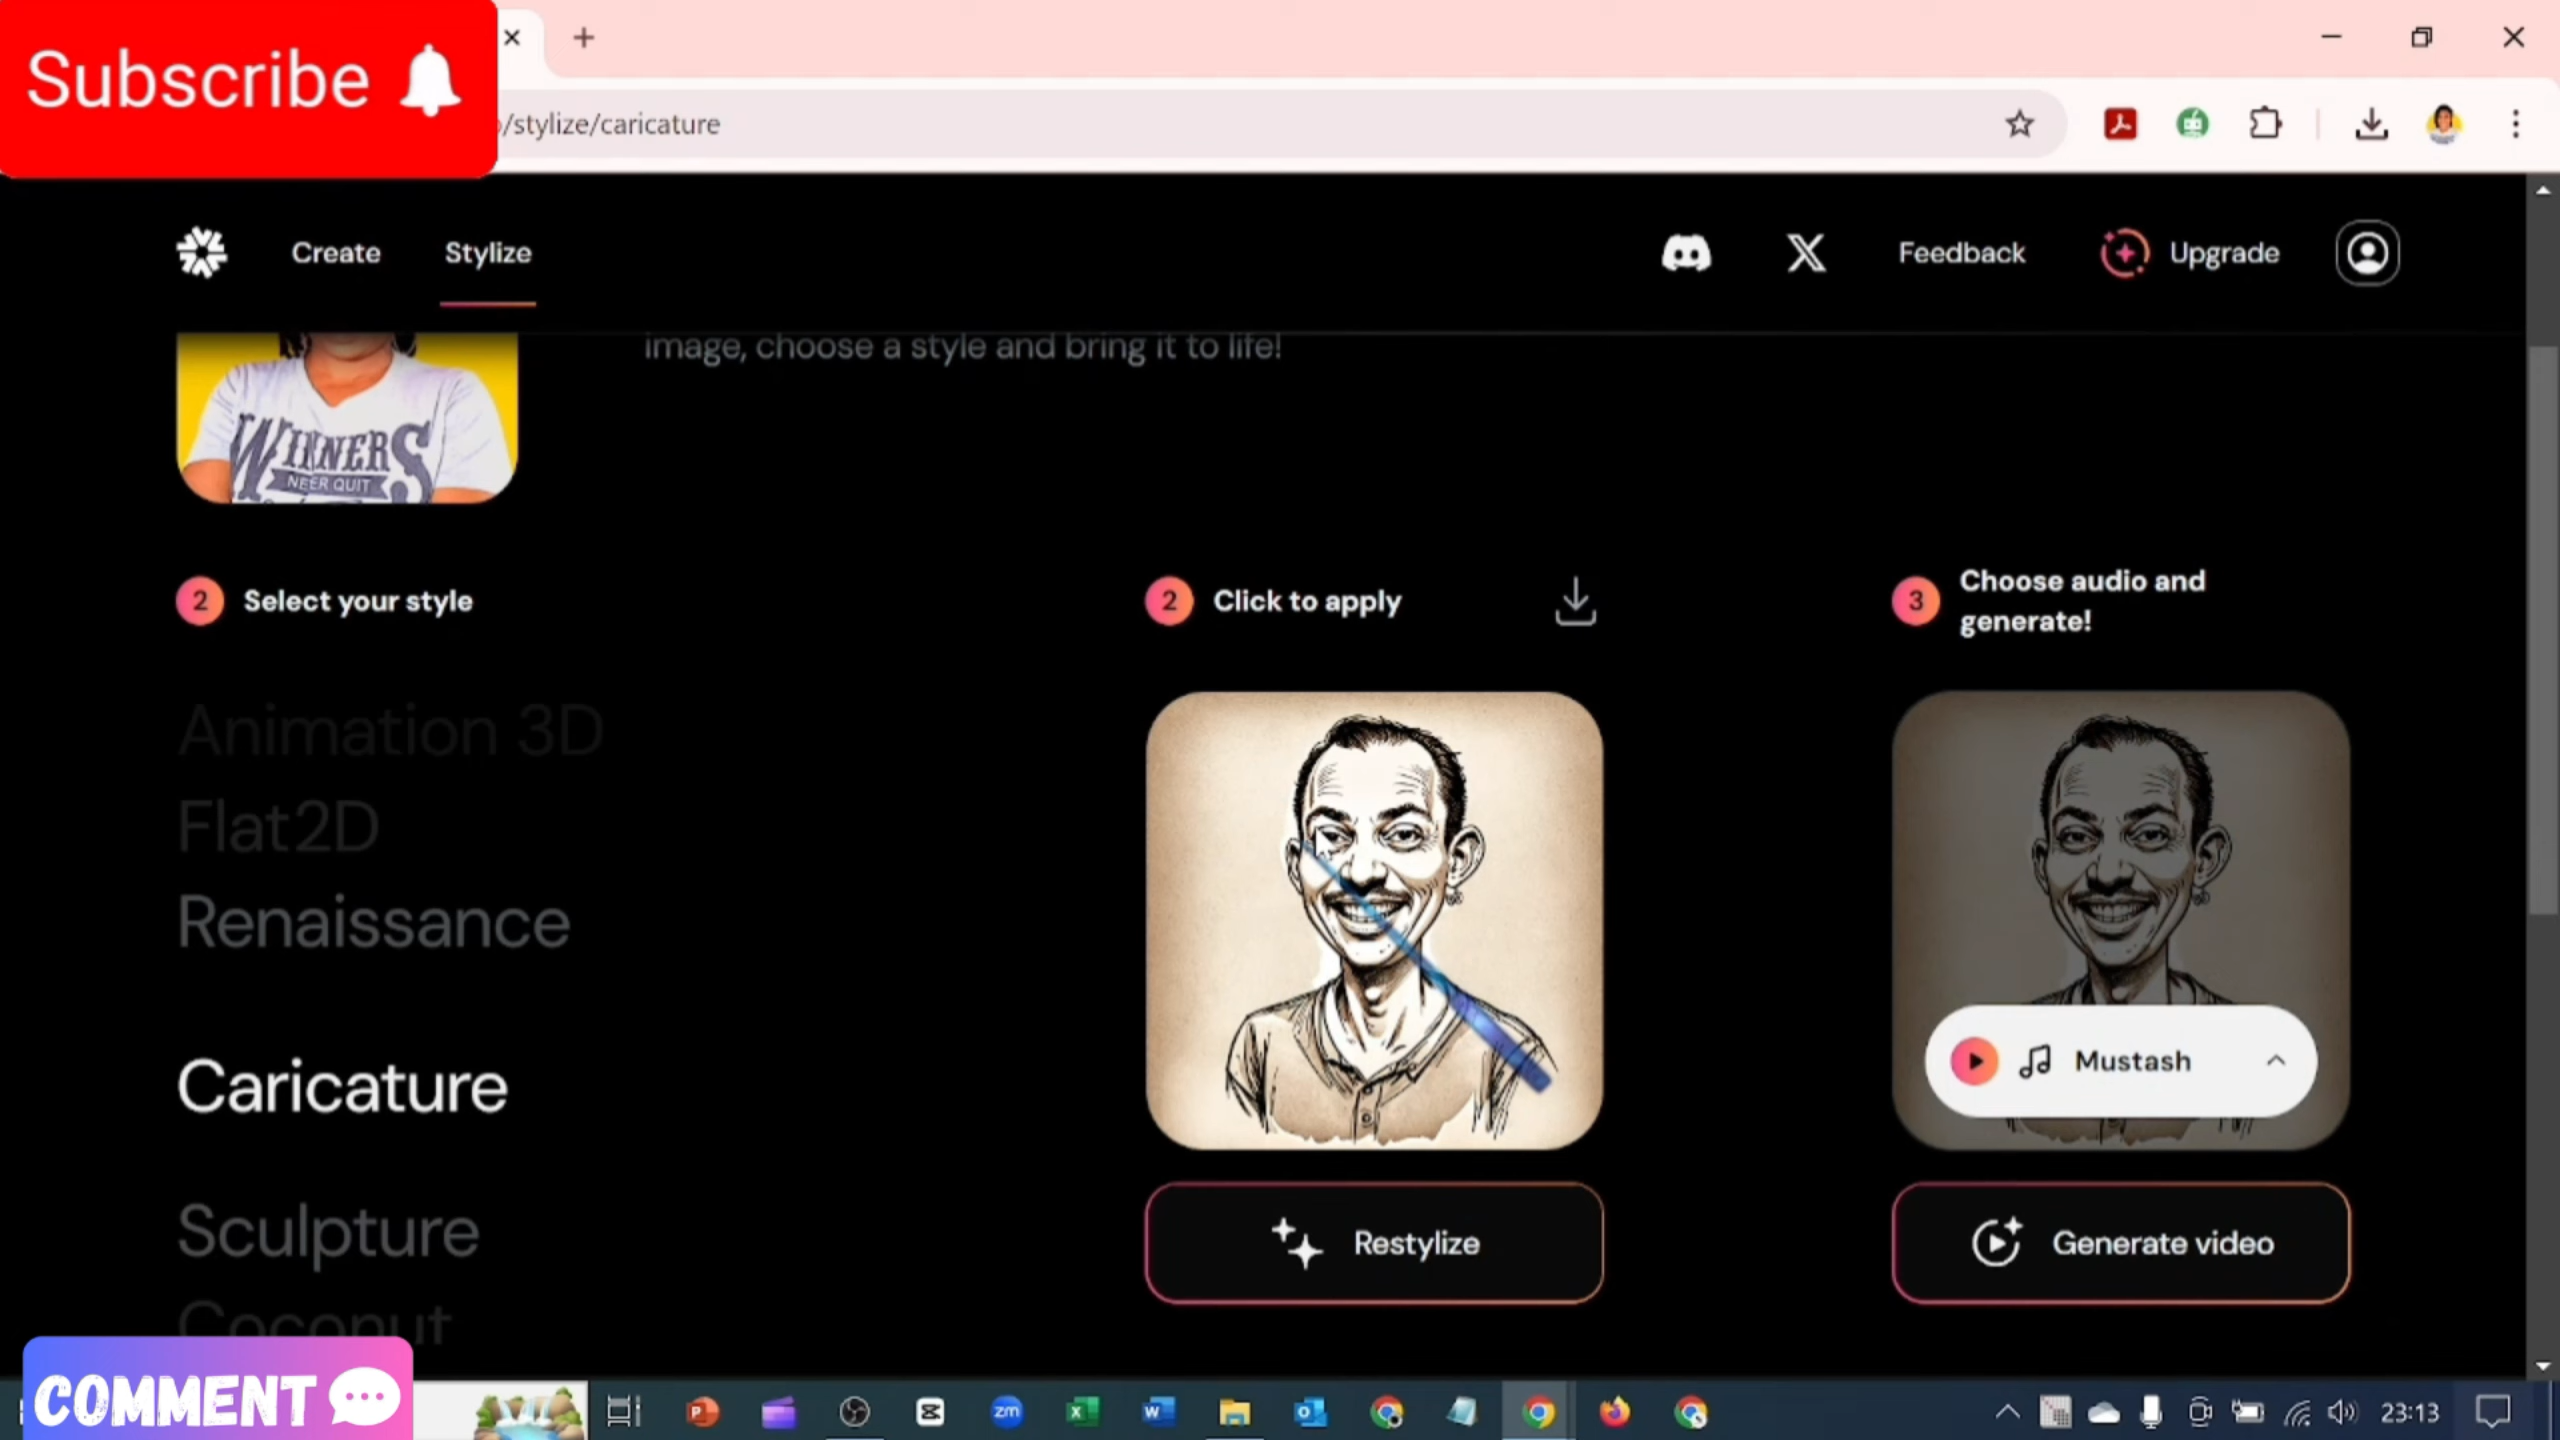 Subscribe
/stylize/caricature
Create
Stylize
Feedback
Upgrade
image, choose a style and bring it to life!
WINNERS
NEER QUIT
2 Select your style
2 Click to apply
3 Choose audio and
generate!
Animation 3D
Flat2D
Renaissance
Caricature
Sculpture
Coconut
Mustash
Restylize
Generate video
COMMENT
zm
23:13